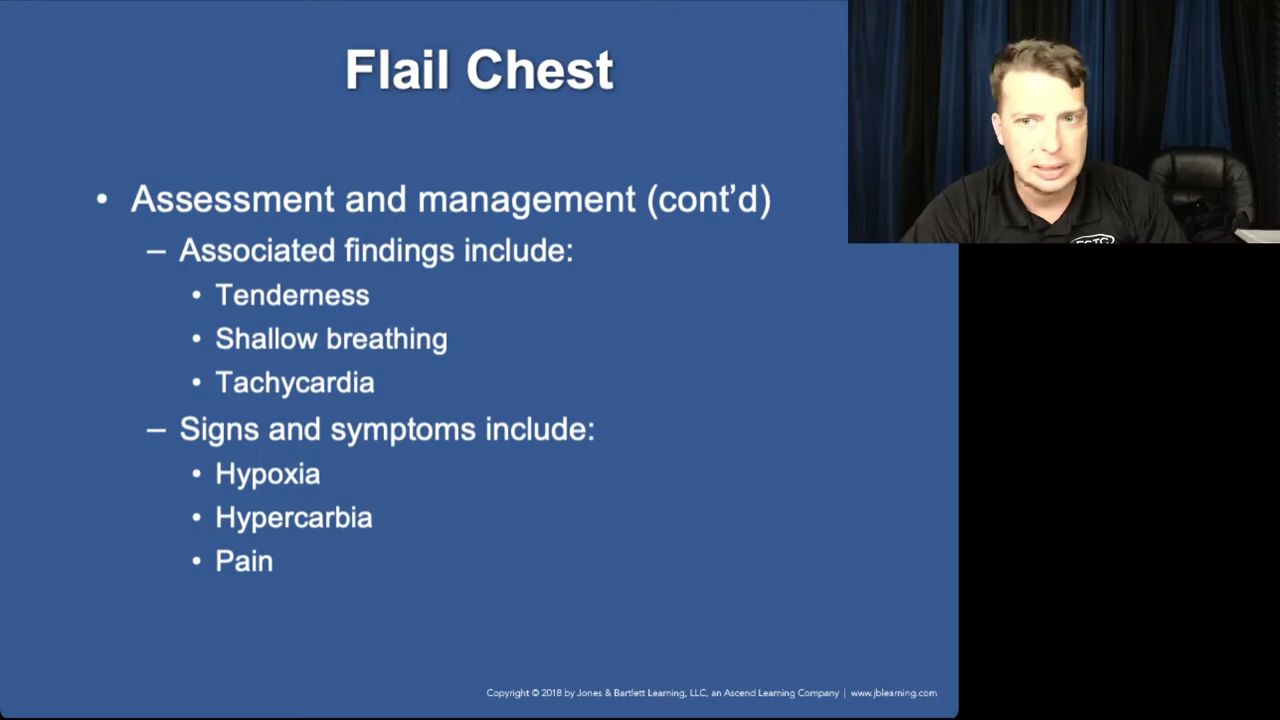 Flail Chest
• Assessment and management (cont’d)
– Associated findings include:
• Tenderness
• Shallow breathing
• Tachycardia
– Signs and symptoms include:
• Hypoxia
• Hypercarbia
• Pain
Copyright © 2018 by Jones & Bartlett Learning, LLC, an Ascend Learning Company | www.jblearning.com